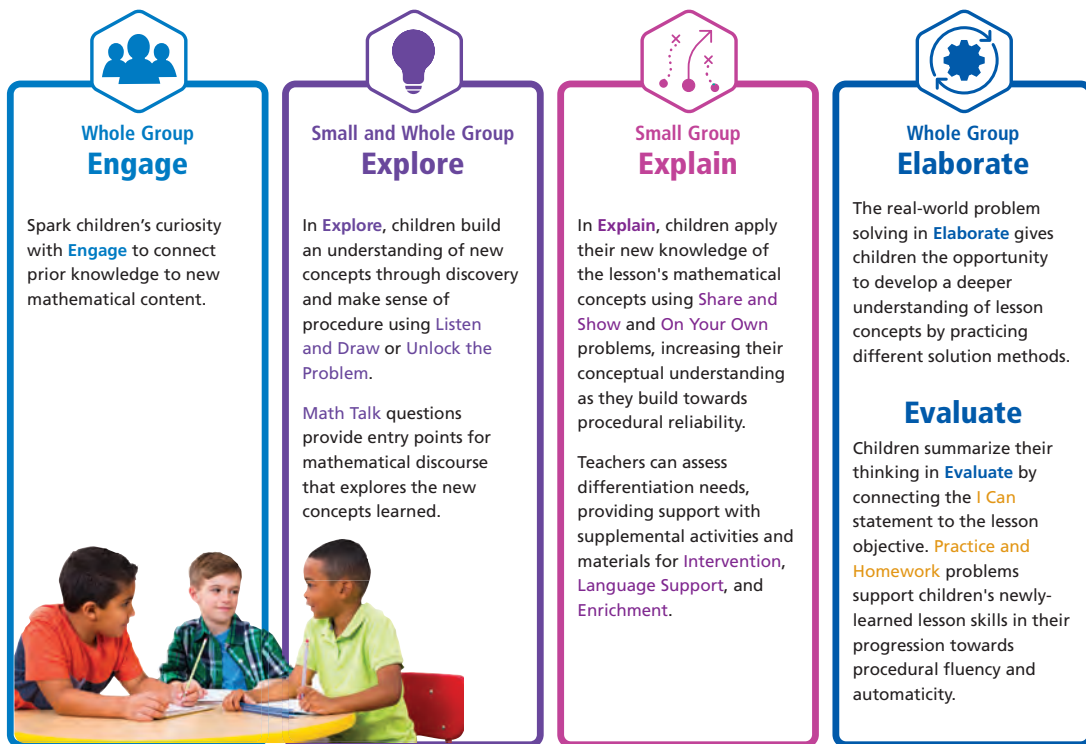 Whole Group
Engage
Spark children's curiosity
with Engage to connect
prior knowledge to new
mathematical content.
Small and Whole Group
Explore
In Explore, children build
an understanding of new
concepts through discovery
and make sense of
procedure using Listen
and Draw or Unlock the
Problem.
Math Talk questions
provide entry points for
mathematical discourse
that explores the new
concepts learned.
Small Group
Explain
In Explain, children apply
their new knowledge of
the lesson's mathematical
concepts using Share and
Show and On Your Own
problems, increasing their
conceptual understanding
as they build towards
procedural reliability.
Teachers can assess
differentiation needs,
providing support with
supplemental activities and
materials for Intervention,
Language Support, and
Enrichment.
Whole Group
Elaborate
The real-world problem
solving in Elaborate gives
children the opportunity
to develop a deeper
understanding of lesson
concepts by practicing
different solution methods.
Evaluate
Children summarize their
thinking in Evaluate by
connecting the I Can
statement to the lesson
objective. Practice and
Homework problems
support children's newly-
learned lesson skills in their
progression towards
procedural fluency and
automaticity.